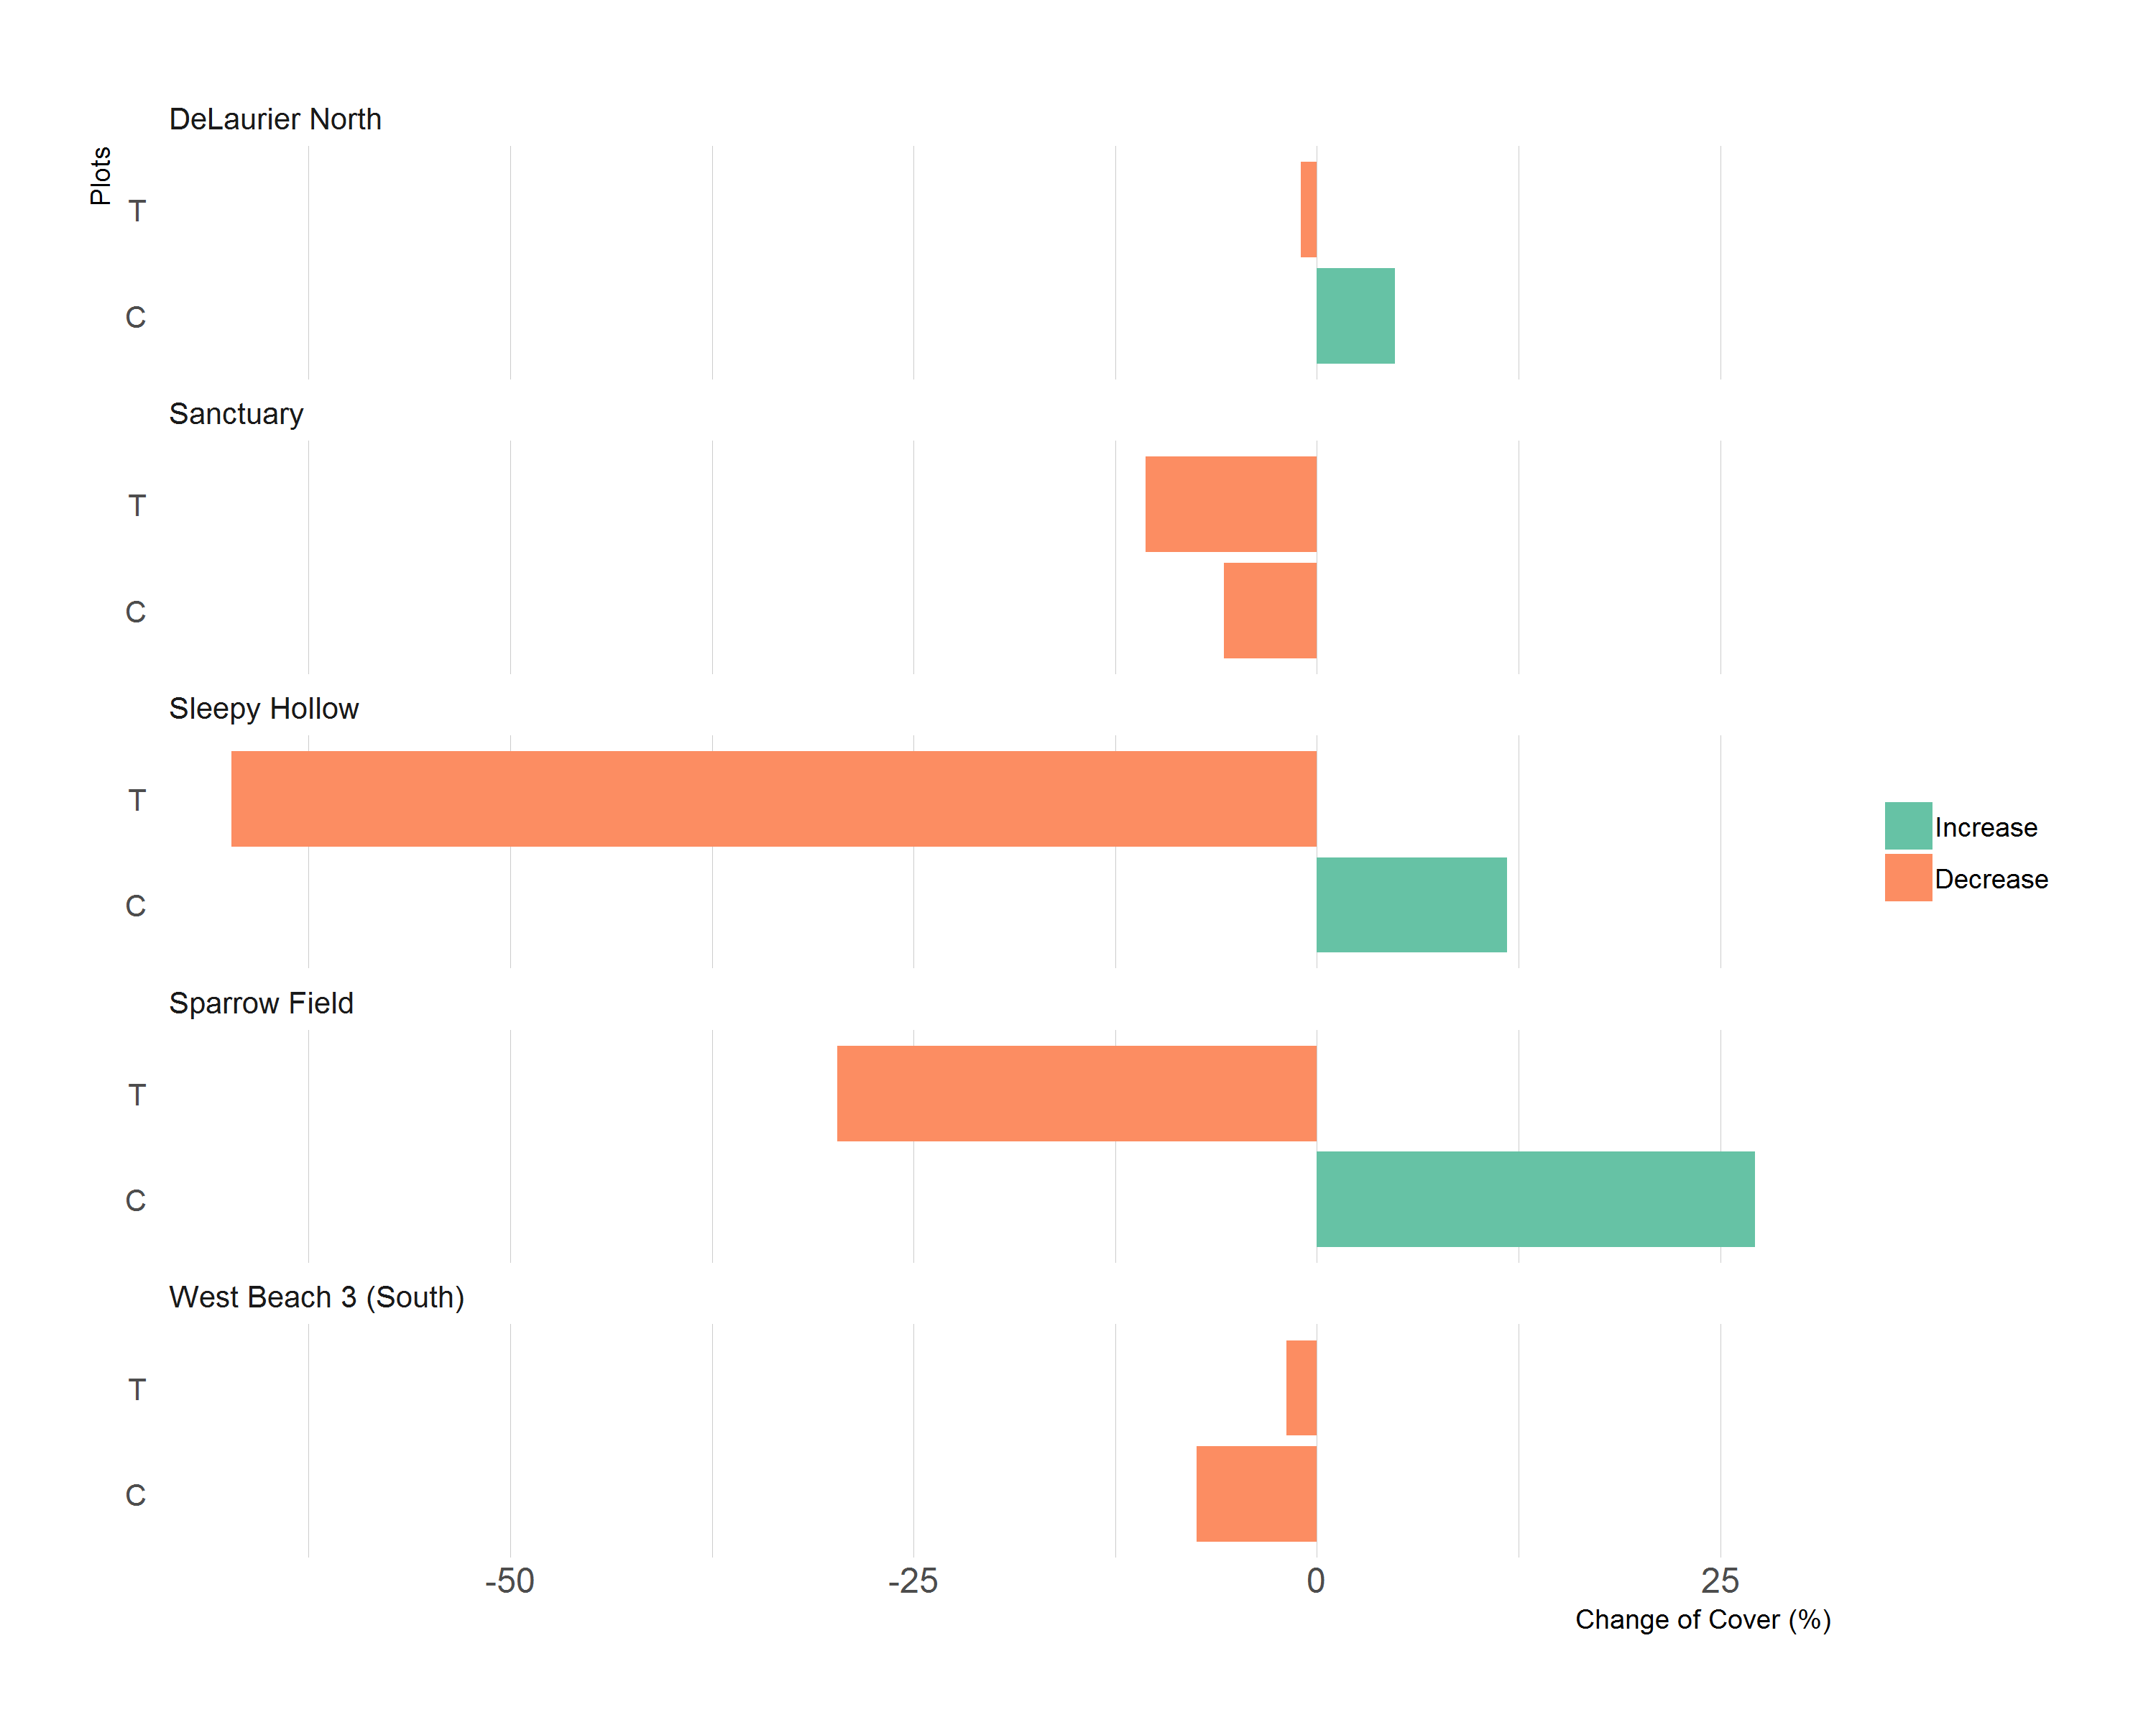 DeLaurier North
Plots
T
C
Sanctuary
T
C
Sleepy Hollow
T
C
Increase
Decrease
Sparrow Field
T
C
West Beach 3 (South)
T
C
-50 -25 0 25
Change of Cover (%)